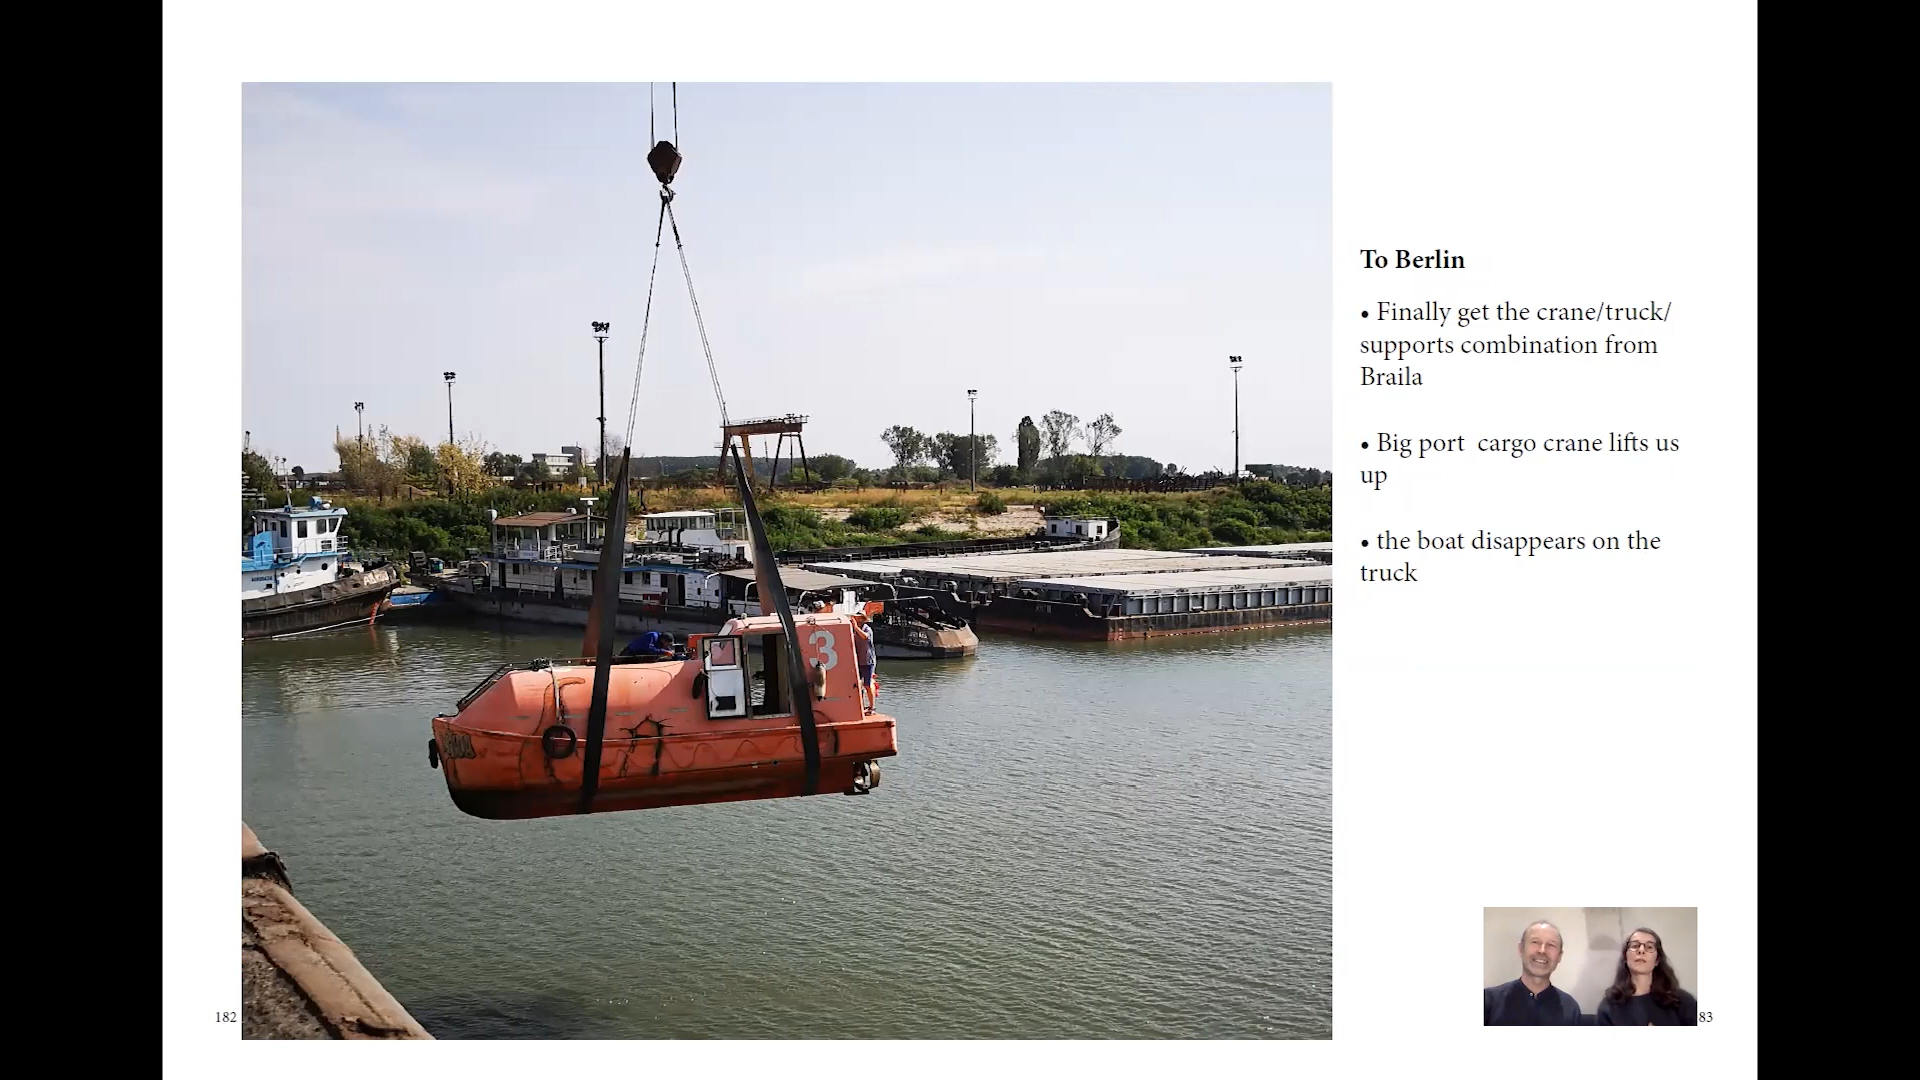 To Berlin
• Finally get the crane/truck/
supports combination from
Braila
• Big port  cargo crane lifts us
up
• the boat disappears on the
truck
3
182
83